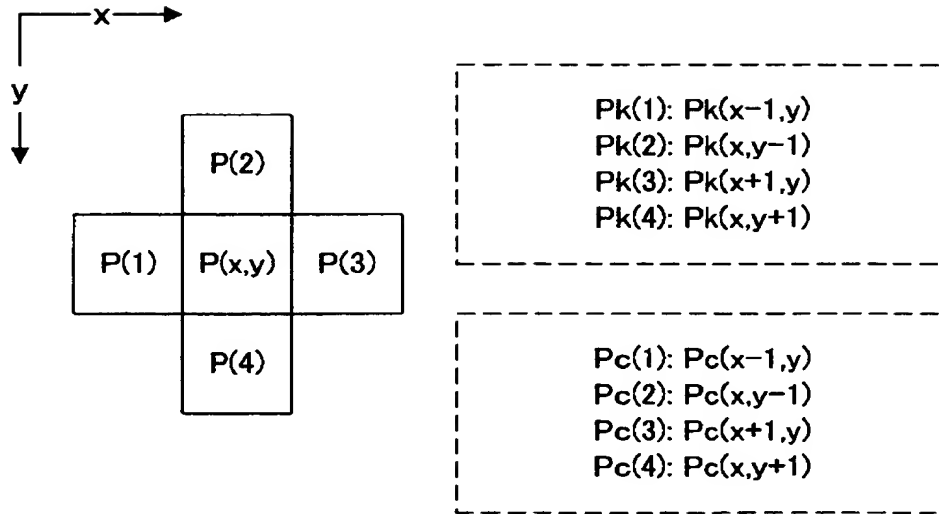 x
y
P(2)
P(1) P(x,y) P(3)
P(4)
Pk(1): Pk(x-1,y)
Pk(2): Pk(x,y-1)
Pk(3): Pk(x+1,y)
Pk(4): Pk(x,y+1)
Pc(1): Pc(x-1,y)
Pc(2): Pc(x,y-1)
Pc(3): Pc(x+1,y)
Pc(4): Pc(x,y+1)